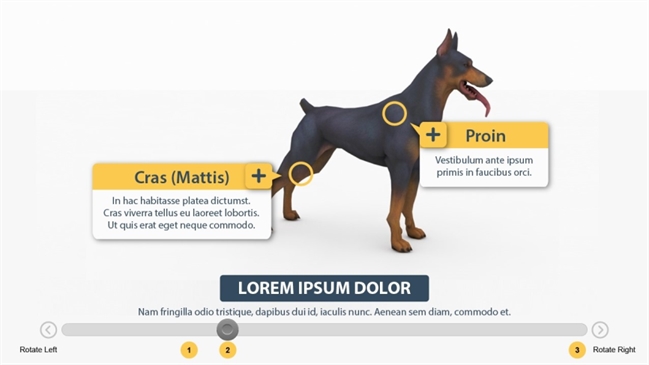 Proin
Vestibulum ante ipsum
primis in faucibus orci.
Cras (Mattis)
In hac habitasse platea dictumst.
Cras viverra tellus eu laoreet lobortis.
Ut quis erat eget neque commodo.
LOREM IPSUM DOLOR
Nam fringilla odio tristique, dapibus dui id, iaculis nunc. Aenean sem diam, commodo et.
Rotate Left 1 2 3 Rotate Right